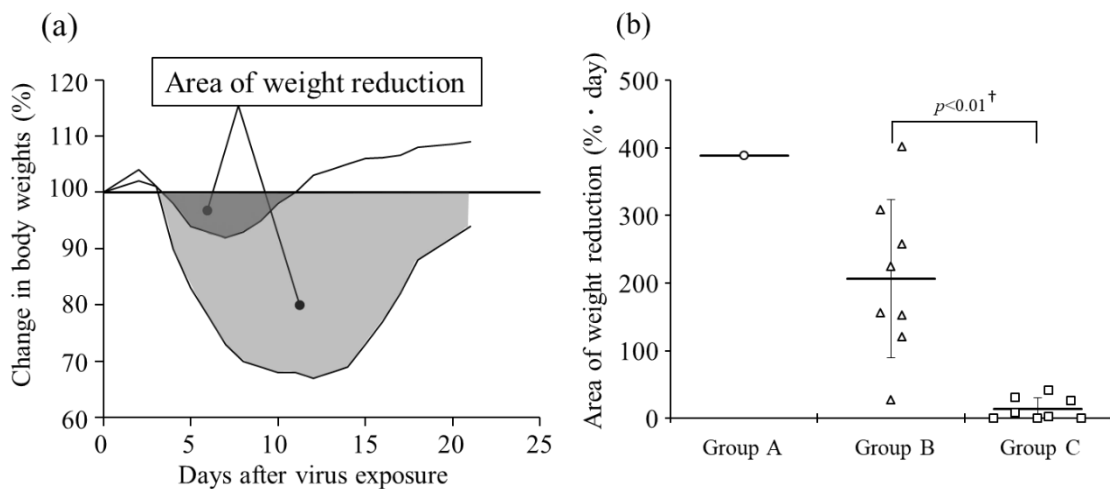 (a)
Area of weight reduction
Change in body weights (%)
120
110
100
90
80
70
60
0 5 10 15 20 25
Days after virus exposure
(b)
Area of weight reduction (%・day)
500
400
300
200
100
0
p<0.01†
Group A Group B Group C